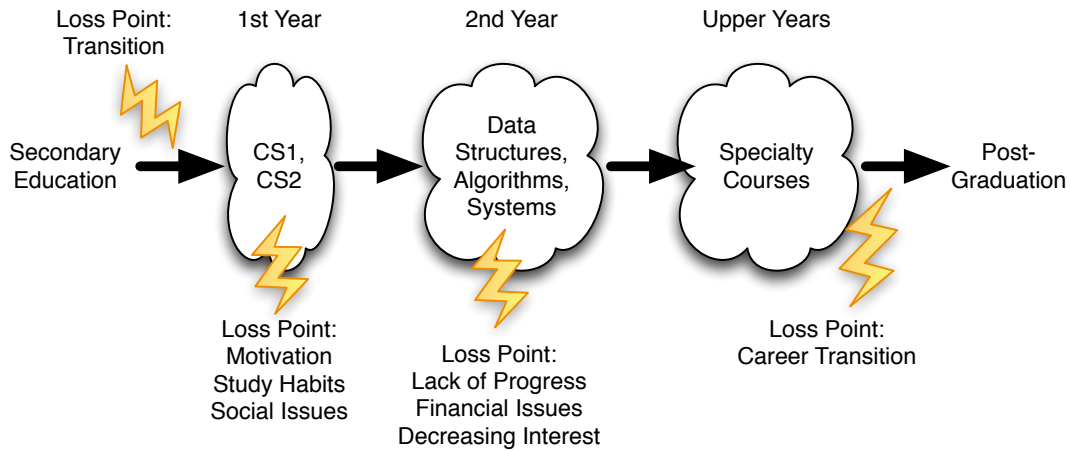 Loss Point:
Transition
1st Year
2nd Year
Upper Years
Secondary
Education
CS1,
CS2
Data
Structures,
Algorithms,
Systems
Specialty
Courses
Post-
Graduation
Loss Point:
Motivation
Study Habits
Social Issues
Loss Point:
Lack of Progress
Financial Issues
Decreasing Interest
Loss Point:
Career Transition